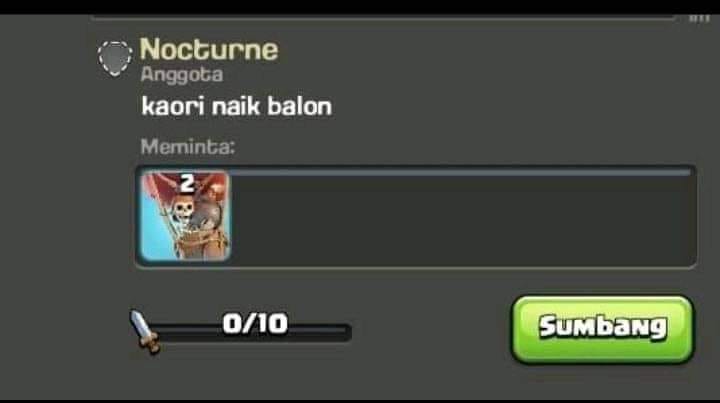 Nocturne
Anggota
kaori naik balon
Meminta:
2
0/10
Sumbang